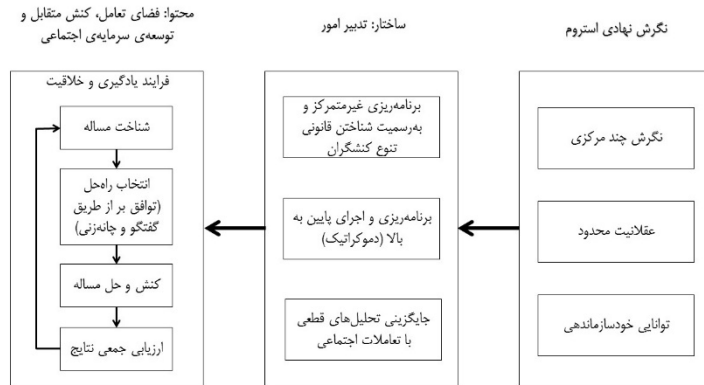 نگرش نهادی استروم
نگرش چند مرکزی
عقلانیت محدود
توانایی خودسازماندهی
ساختار: تدبیر امور
برنامه‌ریزی غیرمتمرکز و
به‌رسمیت شناختن قانونی
تنوع کنشگران
برنامه‌ریزی و اجرای پایین به
بالا (دموکراتیک)
جایگزینی تحلیل‌های قطعی
با تعاملات اجتماعی
محتوا: فضای تعامل، کنش متقابل و
توسعه‌ی سرمایه‌ی اجتماعی
فرایند یادگیری و خلاقیت
شناخت مساله
انتخاب راه‌حل
(توافق بر از طریق
گفتگو و چانه‌زنی)
کنش و حل مساله
ارزیابی جمعی نتایج